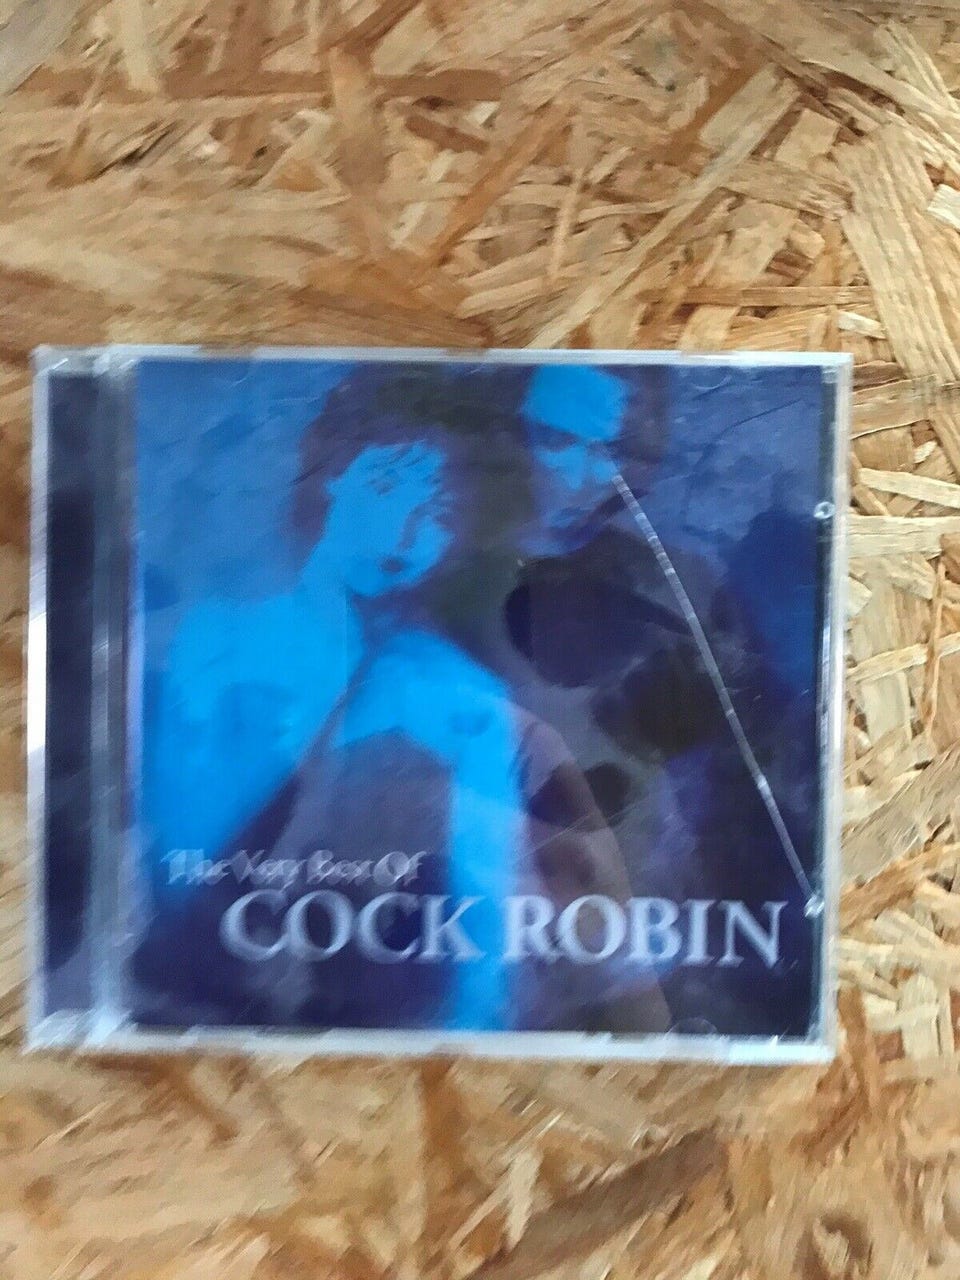 The Very Best Of
COCK ROBIN